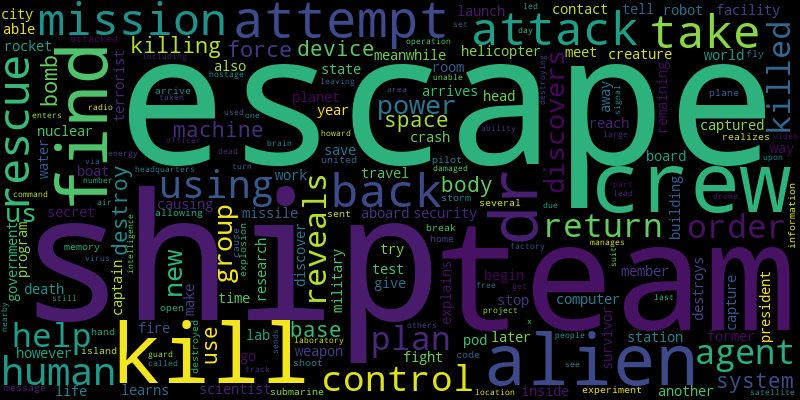 city
able
mission
attempt
launch
contact
tell
robot
facility
rocket
including
attacked
killing
force
device
meanwhile
set
led
day
operation
helicopter
attack
take
meet
creature
world
fly
killed
rescue
bomb
find
terrorist
also
hostage
leaving
state
unable
room
arrives
head
destroying
discovers
away
signal
remaining
plane
escape
arrive
taken
planet
year
power
space
area
reach
large
captured
realizes
way
video
nuclear
radio
enters
machine
used
one
howard
crash
ability
water
via
officer
brain
save
united
pilot
damaged
board
upon
boat
number
energy
headquarters
dead
turn
work
travel
storm
body
dr
crew
part
lead
drone
cs
command
air
destroy
using
back
several
due
building
information
secret
causing
missile
sent
aboard
security
return
order
government
program
memory
virus
intelligence
allowing
group
cause
explosion
research
discover
reveals
military
try
break
home
factory
manages
suit
ship
team
death
still
captain
new
open
make
time
test
give
explains
begin
free
get
member
destroys
capture
last
president
nearby
help
hand
island
however
kill
fire
guard
called
destroyed
use
lab
go
track
sends
base
laboratory
weapon
shoot
plan
others
fight
stop
project
x
computer
pod
code
later
alien
people
see
survivor
station
former
agent
human
message
life
learns
scientist
submarine
control
location
inside
experiment
another
system
satellite